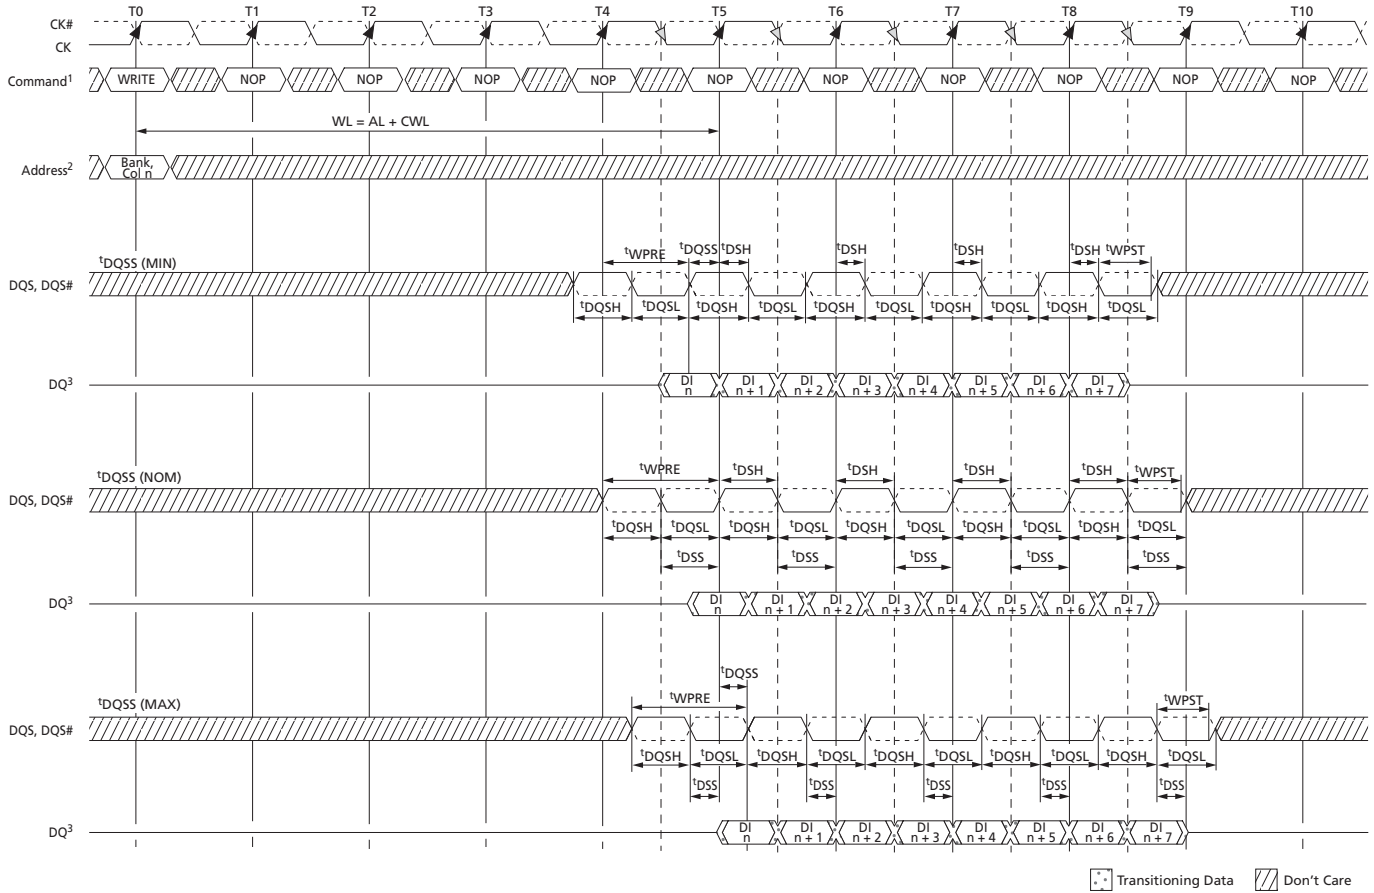 T0 T1 T2 T3 T4 T5 T6 T7 T8 T9 T10
CK#
CK
Command1 WRITE NOP NOP NOP NOP NOP NOP NOP NOP NOP NOP
WL = AL + CWL
Address2 Bank, Col n
tDQSS (MIN) tWPRE tDQSS tDSH tDSH tDSH tDSH tWPST
DQS, DQS#
tDQSH tDQSL tDQSH tDQSL tDQSH tDQSL tDQSH tDQSL tDQSH tDQSL
DQ3 DI n DI n + 1 DI n + 2 DI n + 3 DI n + 4 DI n + 5 DI n + 6 DI n + 7
tDQSS (NOM) tWPRE tDSH tDSH tDSH tDSH tWPST
DQS, DQS#
tDQSH tDQSL tDQSH tDQSL tDQSH tDQSL tDQSH tDQSL tDQSH tDQSL
tDSS tDSS tDSS tDSS tDSS
DQ3 DI n DI n + 1 DI n + 2 DI n + 3 DI n + 4 DI n + 5 DI n + 6 DI n + 7
tDQSS
tDQSS (MAX) tWPRE tWPST
DQS, DQS#
tDQSH tDQSL tDQSH tDQSL tDQSH tDQSL tDQSH tDQSL tDQSH tDQSL
tDSS tDSS tDSS tDSS tDSS
DQ3 DI n DI n + 1 DI n + 2 DI n + 3 DI n + 4 DI n + 5 DI n + 6 DI n + 7
Transitioning Data Don't Care